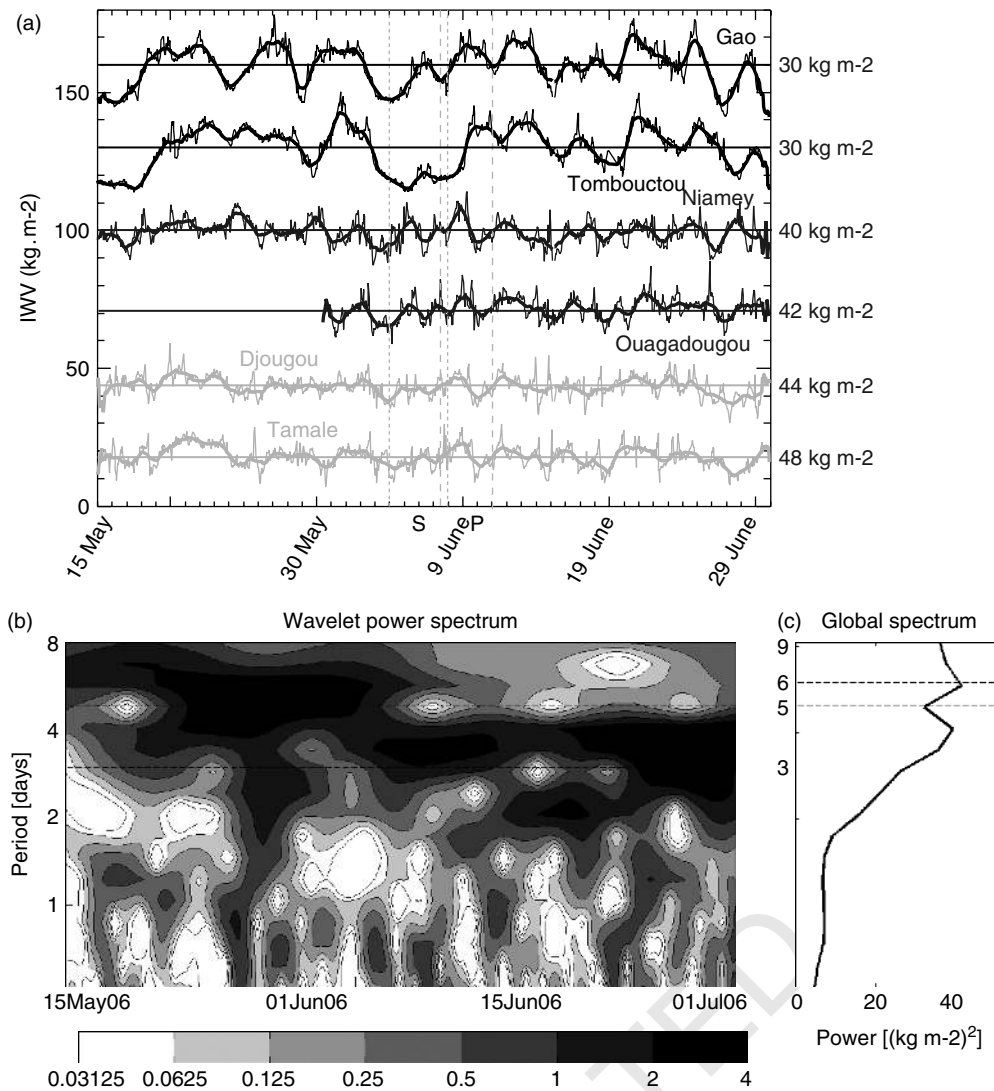 (a)
Gao
30 kg m-2
150
30 kg m-2
Tombouctou
Niamey
IWV (kg.m-2)
100
40 kg m-2
42 kg m-2
Ouagadougou
50
Djougou
44 kg m-2
Tamale
48 kg m-2
0
S
P
15 May
30 May
9 June
19 June
29 June
(b)
Wavelet power spectrum
(c)
Global spectrum
8
4
2
1
Period [days]
9
6
5
3
15May06
01Jun06
15Jun06
01Jul06
0
20
40
Power [(kg m-2)²]
0.03125
0.0625
0.125
0.25
0.5
1
2
4
TED